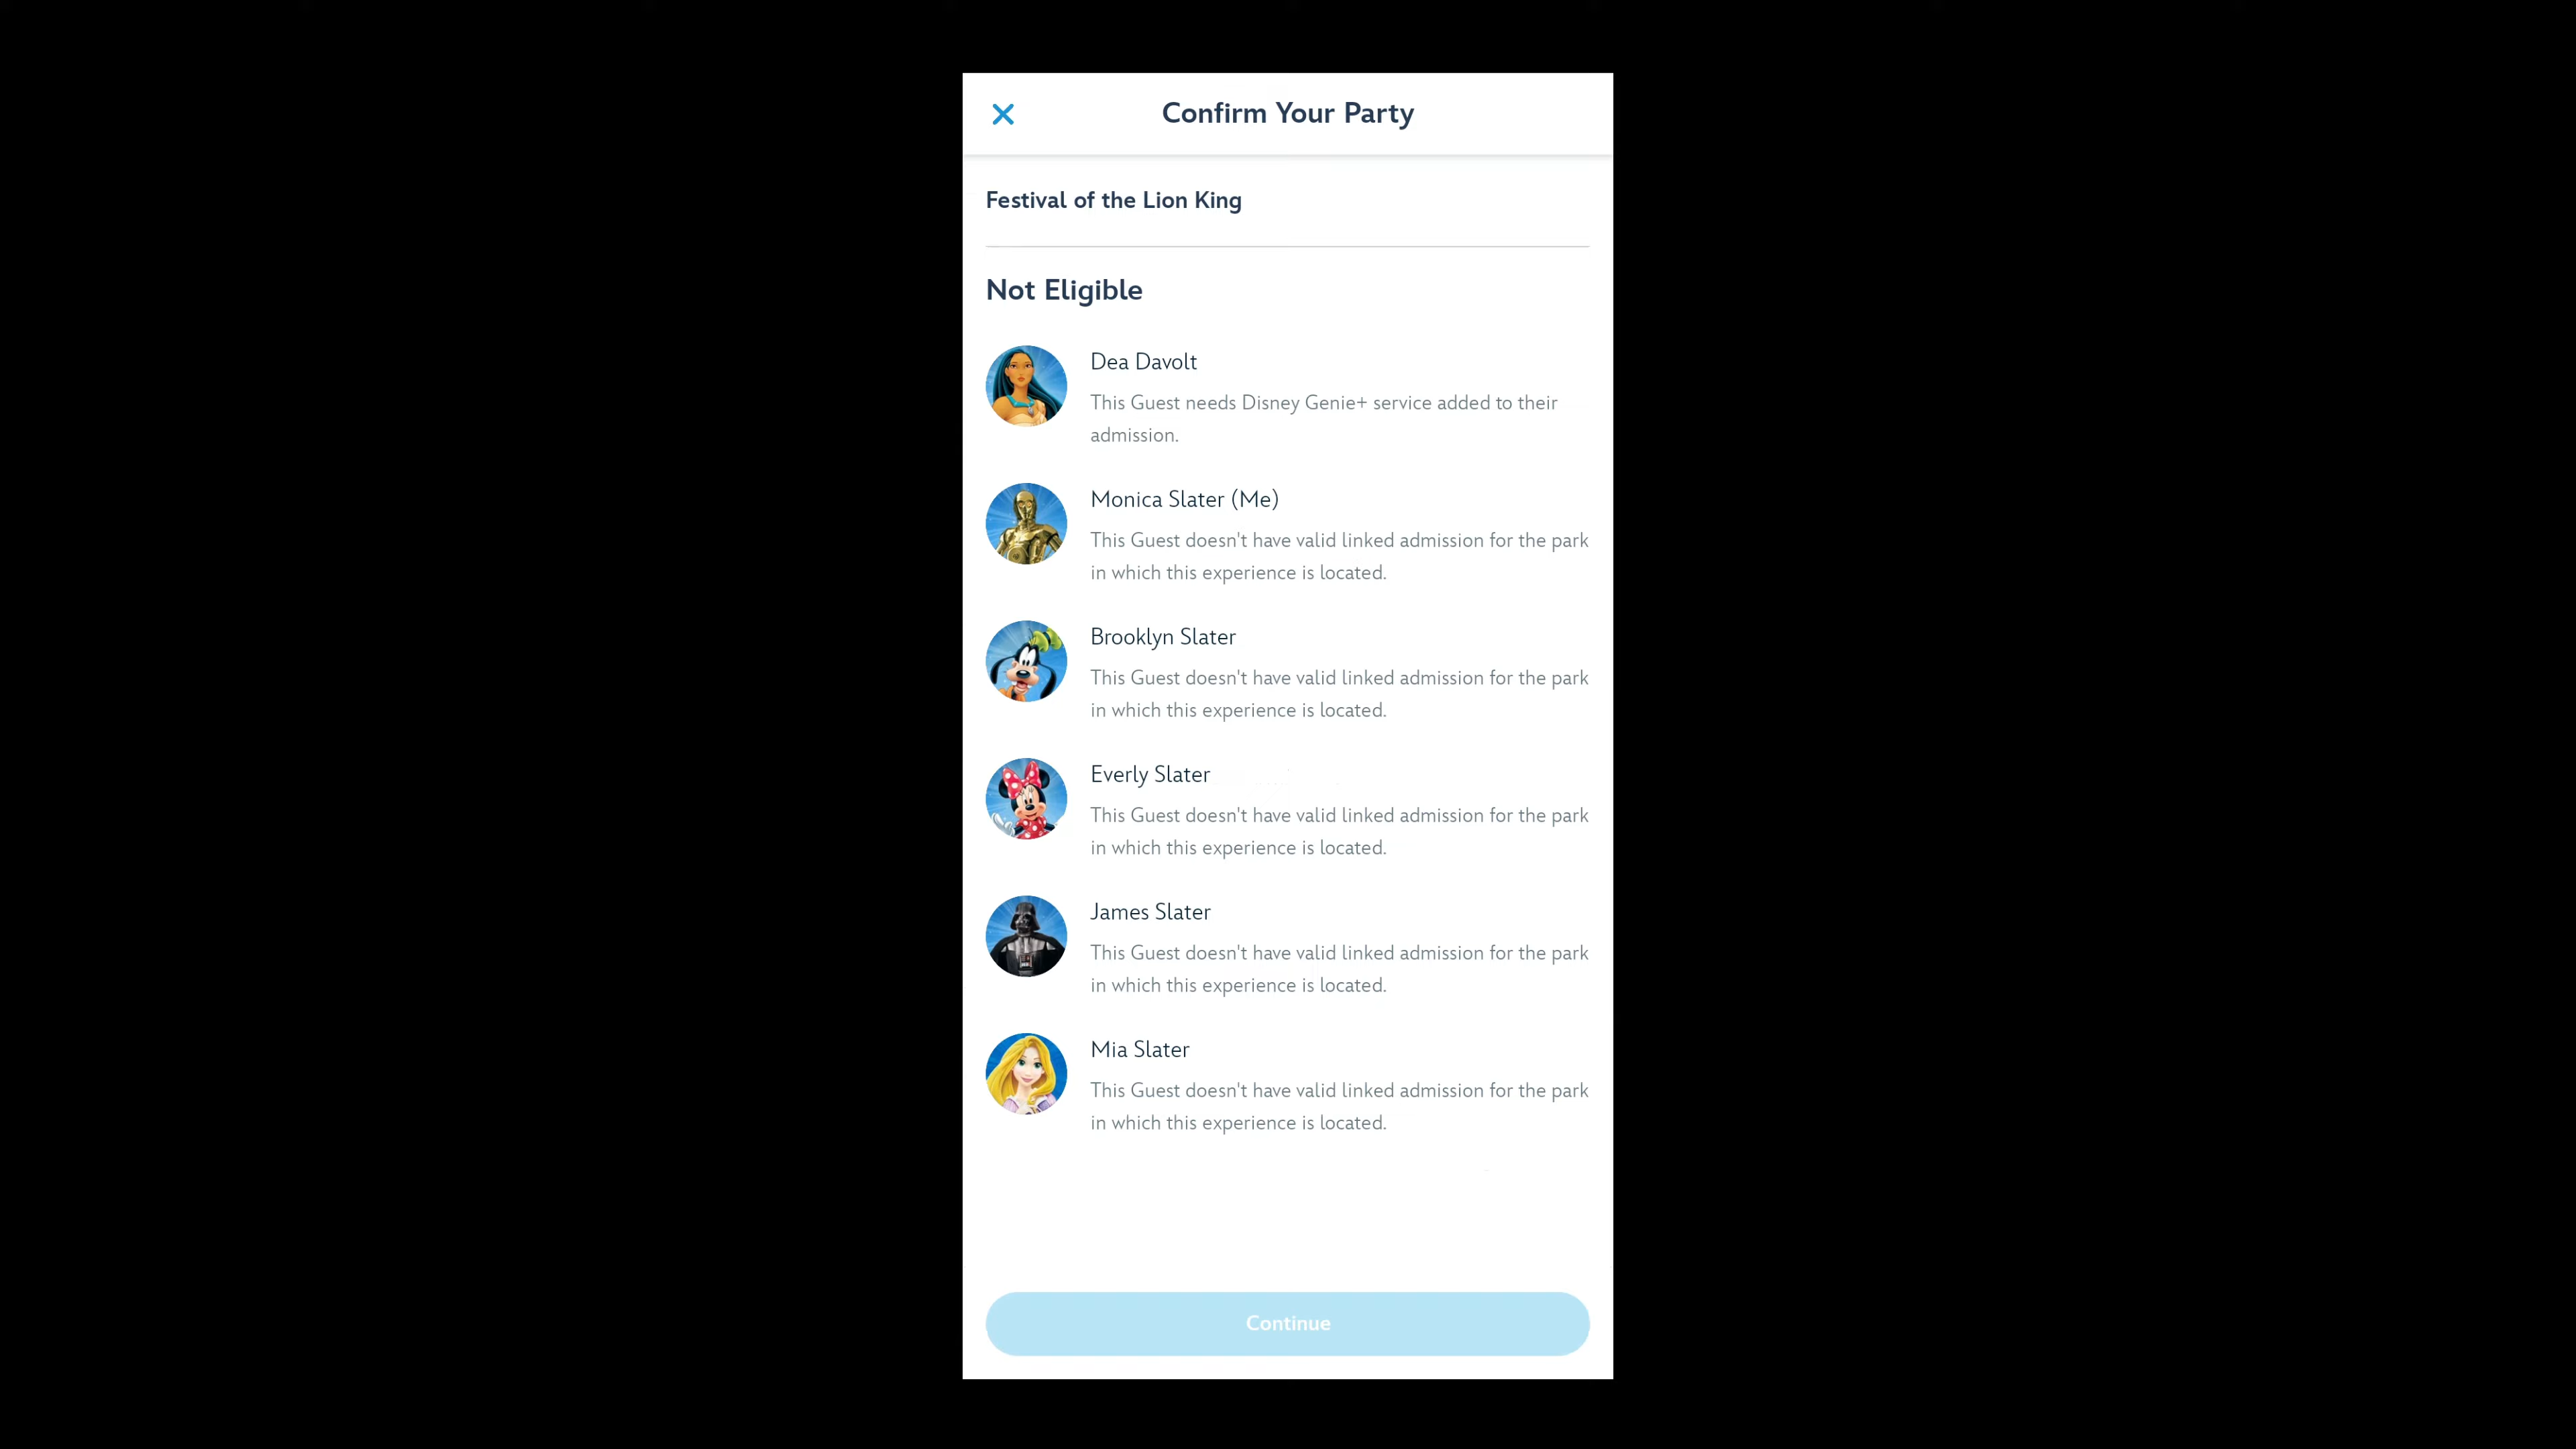 Confirm Your Party
Festival of the Lion King
Not Eligible
Dea Davolt
This Guest needs Disney Genie+ service added to their
admission.
Monica Slater (Me)
This Guest doesn't have valid linked admission for the park
in which this experience is located.
Brooklyn Slater
This Guest doesn't have valid linked admission for the park
in which this experience is located.
Everly Slater
This Guest doesn't have valid linked admission for the park
in which this experience is located.
James Slater
This Guest doesn't have valid linked admission for the park
in which this experience is located.
Mia Slater
This Guest doesn't have valid linked admission for the park
in which this experience is located.
Continue